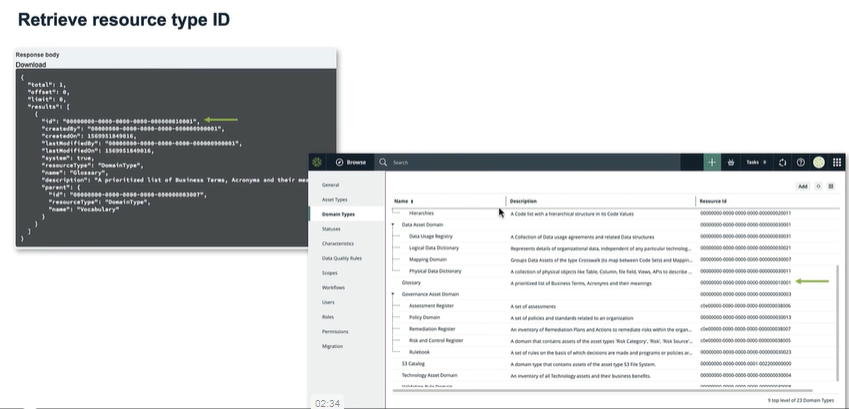 Retrieve resource type ID
Response body
Download
{
"total": 1,
"offset": 0,
"limit": 0,
"results": [
{
"id": "00000000-0000-0000-0000-000000010001",
"createdBy": "00000000-0000-0000-0000-000000900001",
"createdOn": 1569951849016,
"lastModifiedBy": "00000000-0000-0000-0000-000000900001",
"lastModifiedOn": 1569951849016,
"system": true,
"resourceType": "DomainType",
"name": "Glossary",
"description": "A prioritized list of Business Terms, Acronyms and their mea
"parent": {
"id": "00000000-0000-0000-0000-000000003007",
"resourceType": "DomainType",
"name": "Vocabulary"
}
}
]
}
Browse
Search
Tasks
General
Asset Types
Domain Types
Statuses
Characteristics
Data Quality Rules
Scopes
Workflows
Users
Roles
Permissions
Migration
Add
Name Description Resource Id
Hierarchies A Code list with a hierarchical structure in its Code Values 00000000-0000-0000-0000-000000020011
Data Asset Domain 00000000-0000-0000-0000-000000030001
Data Usage Registry A Collection of Data usage agreements and related Data structures 00000000-0000-0000-0000-000000030031
Logical Data Dictionary Represents details of organizational data, independent of any particular technolog... 00000000-0000-0000-0000-000000030021
Mapping Domain Groups Data Assets of the type Crosswalk (to map between Code Sets) and Mappin... 00000000-0000-0000-0000-000000030007
Physical Data Dictionary A collection of physical objects like Table, Column, file field, Views, APIs to describe ... 00000000-0000-0000-0000-000000030011
Glossary A prioritized list of Business Terms, Acronyms and their meanings 00000000-0000-0000-0000-000000010001
Governance Asset Domain 00000000-0000-0000-0000-000000030003
Assessment Register A set of assessments c0e00000-0000-0000-0000-000000038006
Policy Domain A set of policies and standards related to an organization 00000000-0000-0000-0000-000000030013
Remediation Register An inventory of Remediation Plans and Actions to remediate risks within the organ... c0e00000-0000-0000-0000-000000038007
Risk and Control Register A domain that contains assets of the asset types 'Risk Category', 'Risk', 'Risk Source'... c0e00000-0000-0000-0000-000000038005
Rulebook A set of rules on the basis of which decisions are made and programs or policies ar... 00000000-0000-0000-0000-000000030023
S3 Catalog A domain type that contains assets of the asset type S3 File System. 00000000-0000-0000-0001-002200000000
Technology Asset Domain An inventory of all Technology assets and their business benefits. 00000000-0000-0000-0000-000000030004
9 top level of 23 Domain Types
02:34